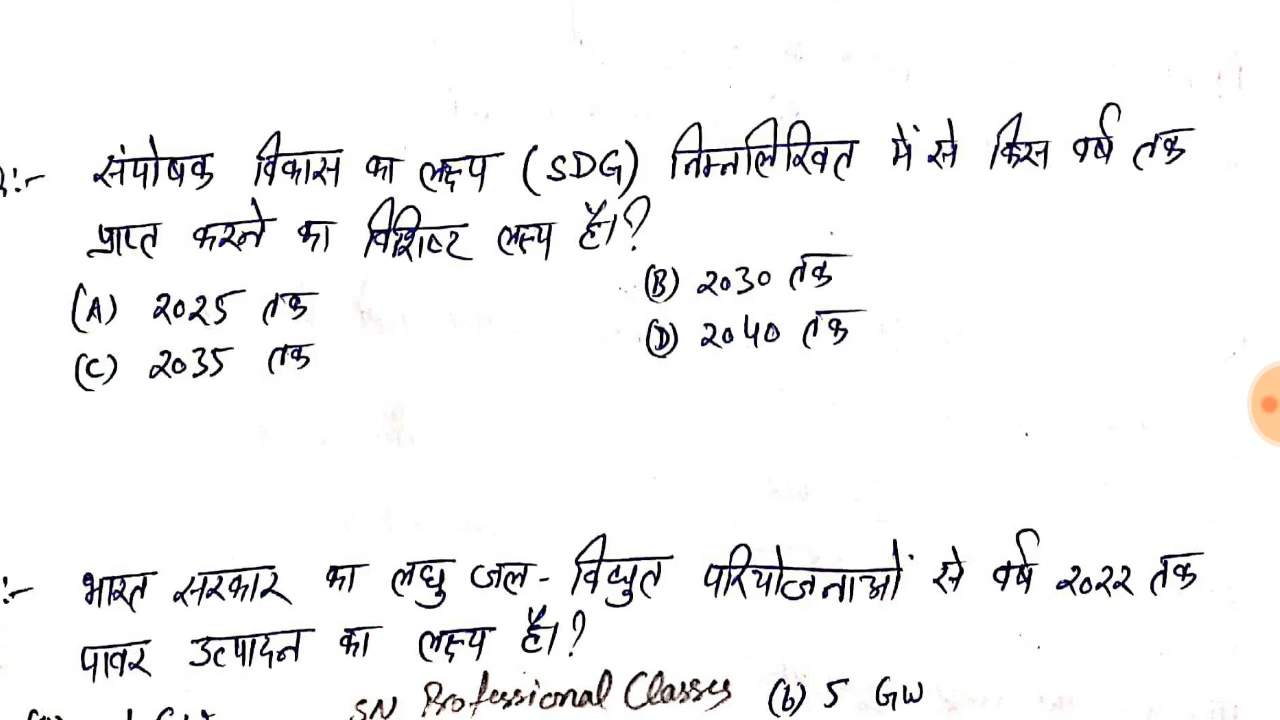 :- संपोषक विकास का लक्ष्य (SDG) निम्नलिखित में से किस वर्ष तक
प्राप्त करने का विशिष्ट लक्ष्य है।?
(A) 2025 तक (B) 2030 तक
(C) 2035 तक (D) 2040 तक
:- भारत सरकार का लघु जल-विद्युत परियोजनाओं से वर्ष 2022 तक
पावर उत्पादन का लक्ष्य है।?
SN Professional Classes (b) 5 GW